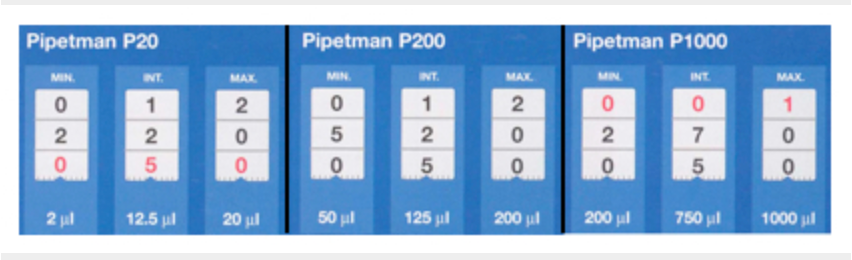 Pipetman P20 Pipetman P200 Pipetman P1000
MIN. INT. MAX. MIN. INT. MAX. MIN. INT. MAX.
0 1 2 0 1 2 0 0 1
2 2 0 5 2 0 2 7 0
0 5 0 0 5 0 0 5 0
2 µl 12.5 µl 20 µl 50 µl 125 µl 200 µl 200 µl 750 µl 1000 µl